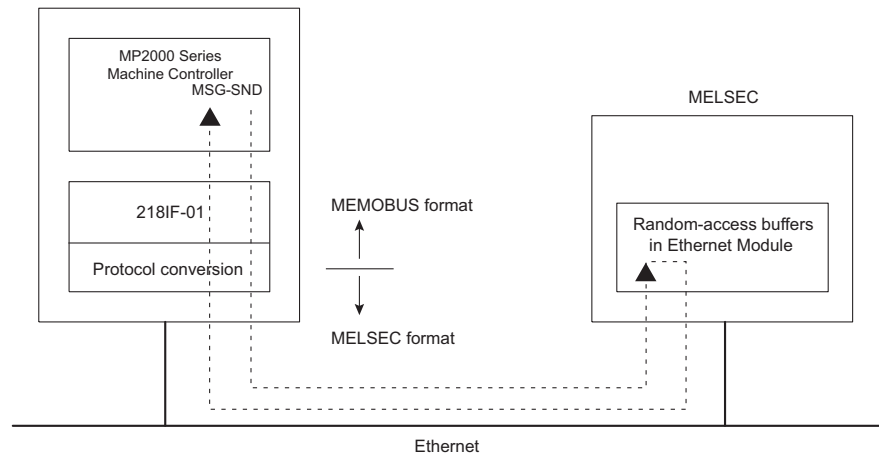 MP2000 Series
Machine Controller
MSG-SND
218IF-01
Protocol conversion
MEMOBUS format
MELSEC format
MELSEC
Random-access buffers
in Ethernet Module
Ethernet